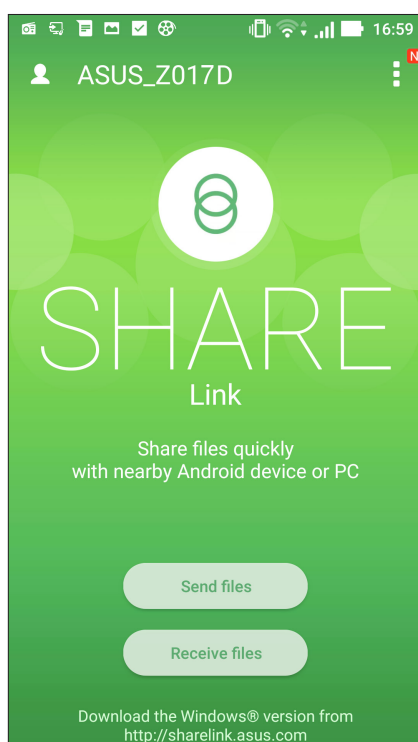 16:59
ASUS_Z017D
SHARE
Link
Share files quickly
with nearby Android device or PC
Send files
Receive files
Download the Windows® version from
http://sharelink.asus.com